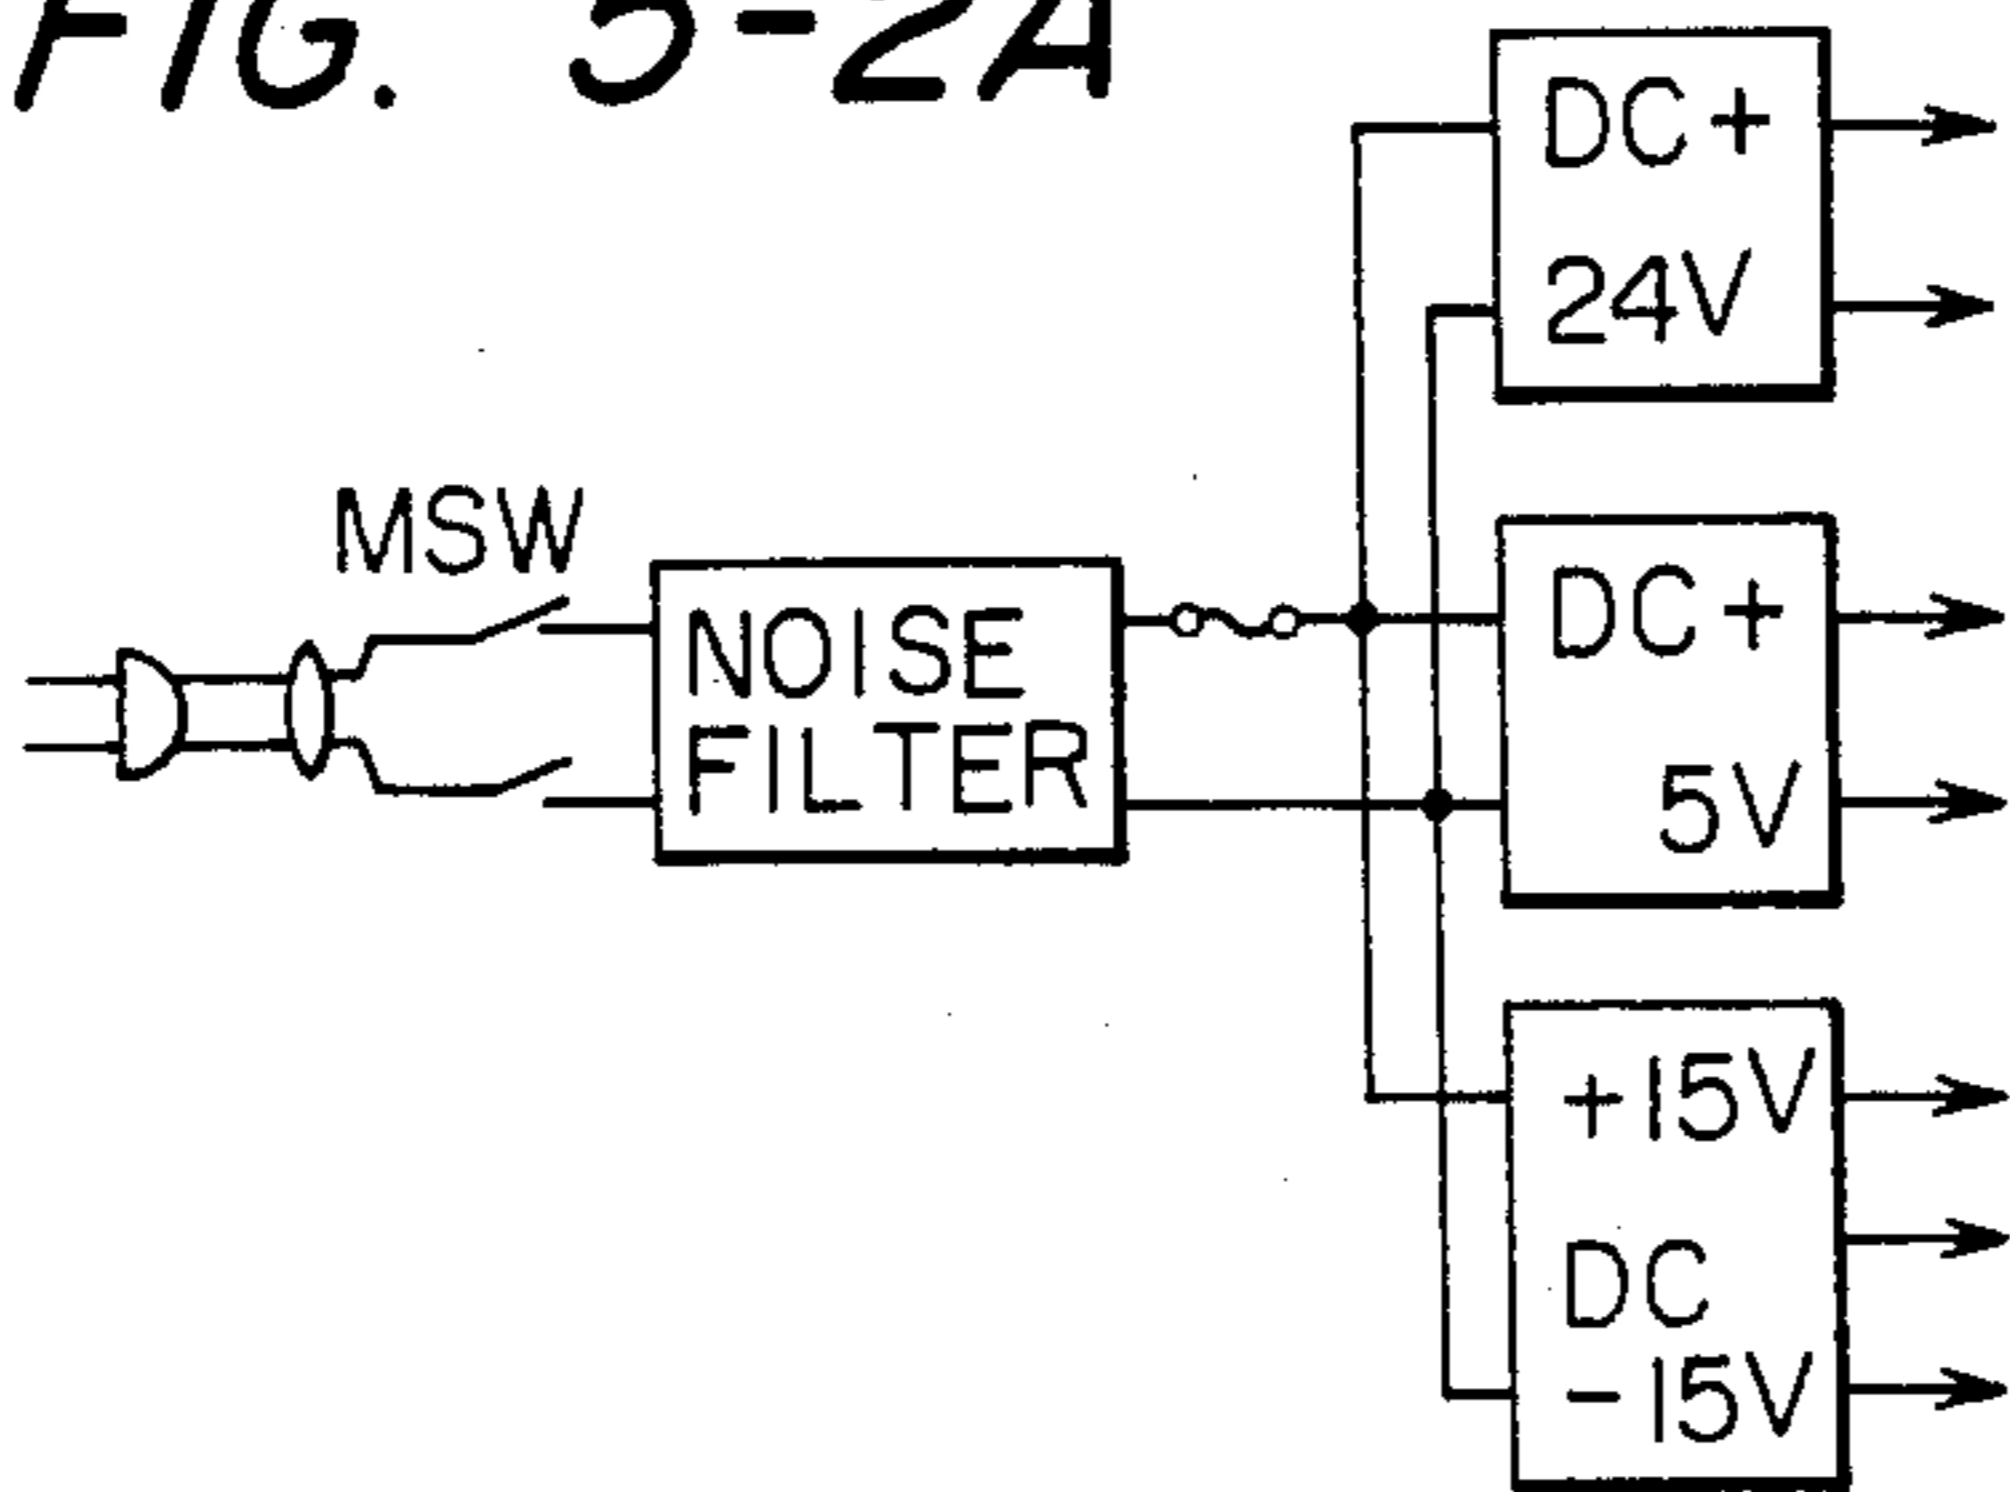 FIG. 5-2A
DC+
24V
MSW
NOISE
FILTER
DC+
5V
+15V
DC
-15V